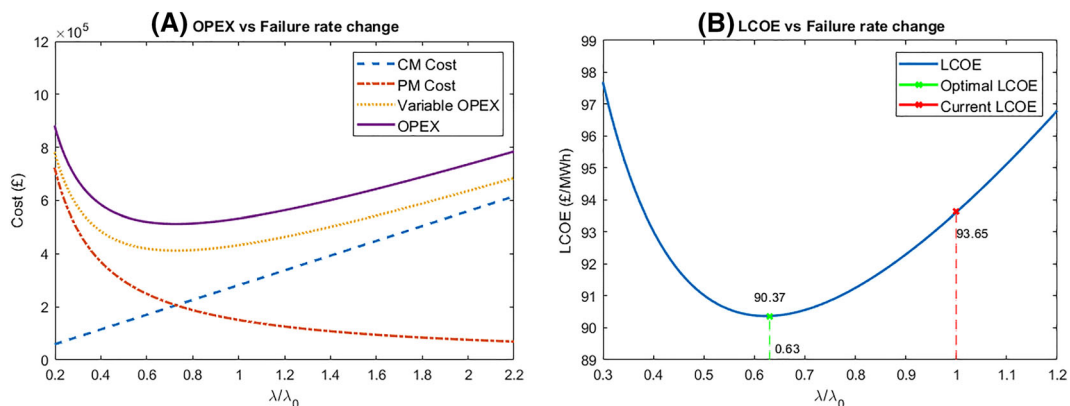 (A) OPEX vs Failure rate change
12 ×10⁵
10
8
6
4
2
0
Cost (£)
0.2 0.4 0.6 0.8 1 1.2 1.4 1.6 1.8 2 2.2
λ/λ₀
CM Cost
PM Cost
Variable OPEX
OPEX
(B) LCOE vs Failure rate change
99
98
97
96
95
94
93
92
91
90
89
LCOE (£/MWh)
0.3 0.4 0.5 0.6 0.7 0.8 0.9 1 1.1 1.2
λ/λ₀
LCOE
Optimal LCOE
Current LCOE
93.65
90.37
0.63